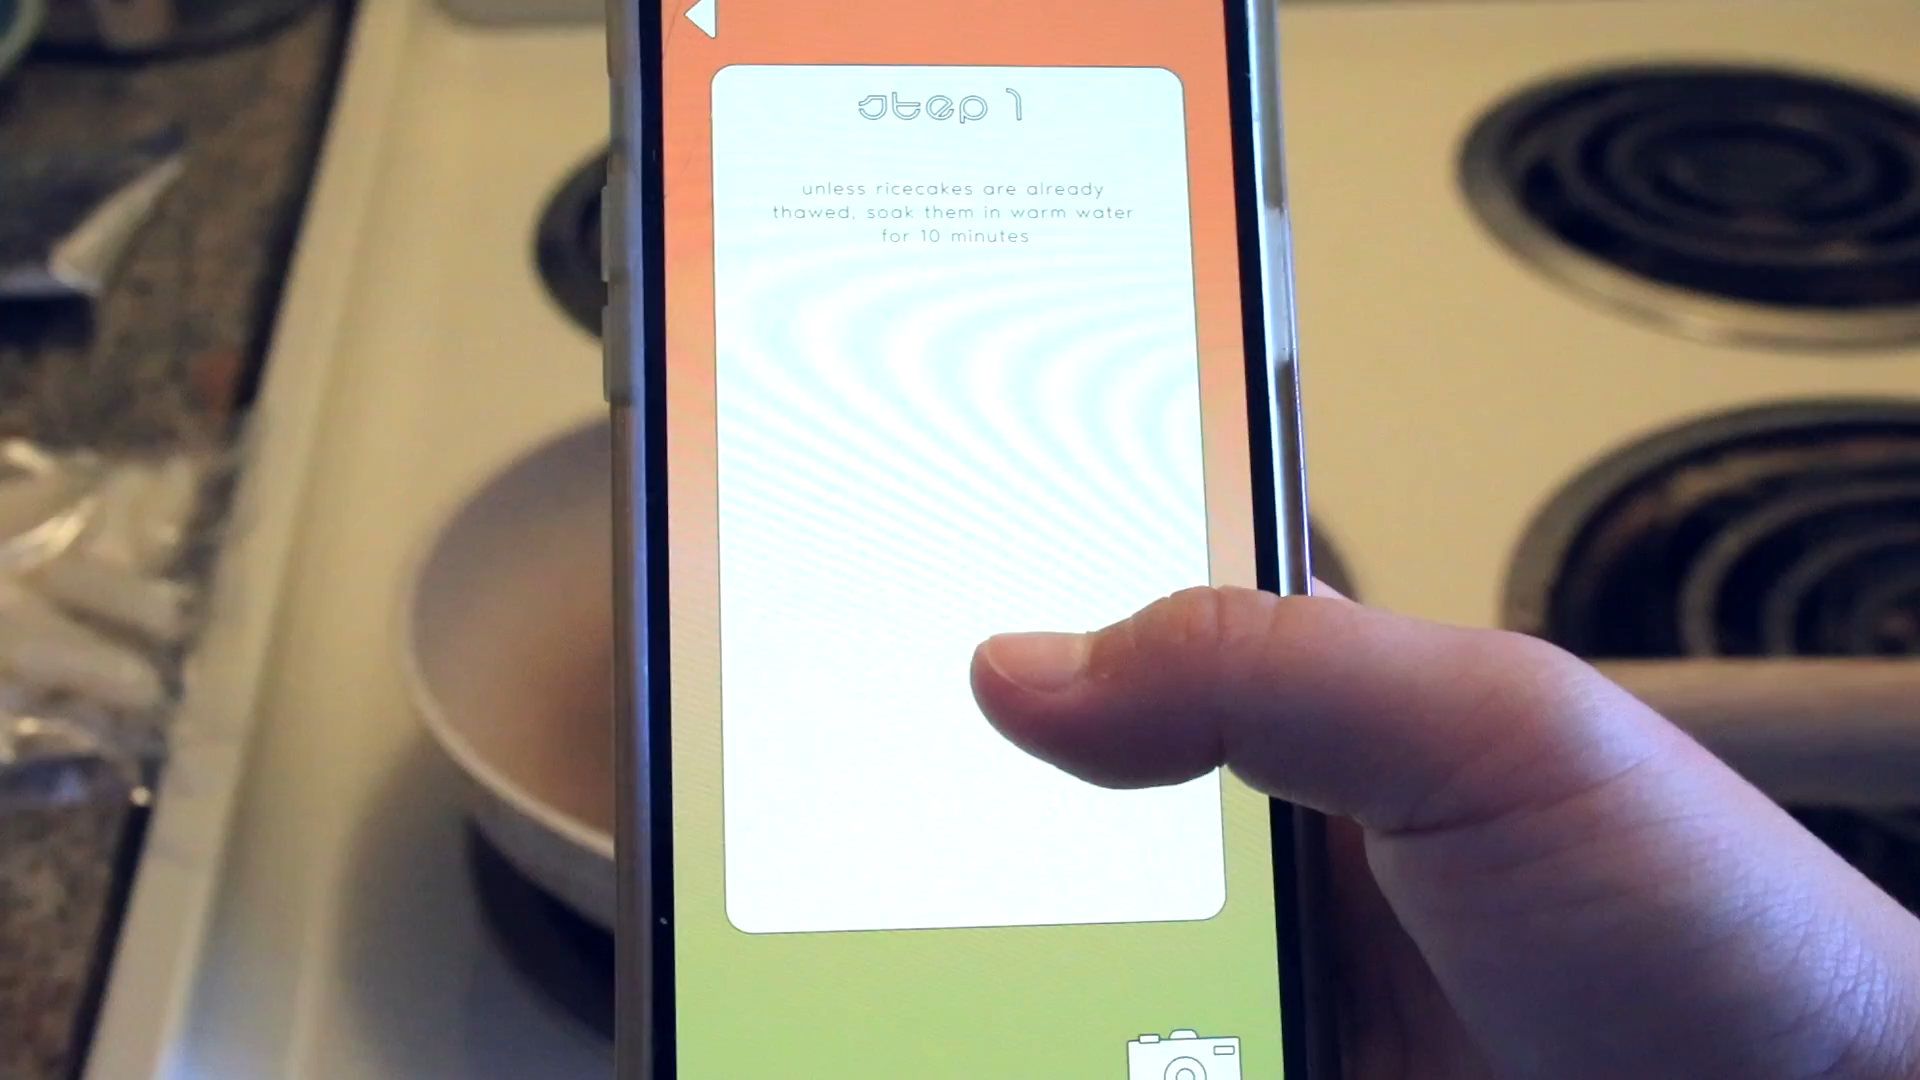 step 1
unless ricecakes are already
thawed, soak them in warm water
for 10 minutes